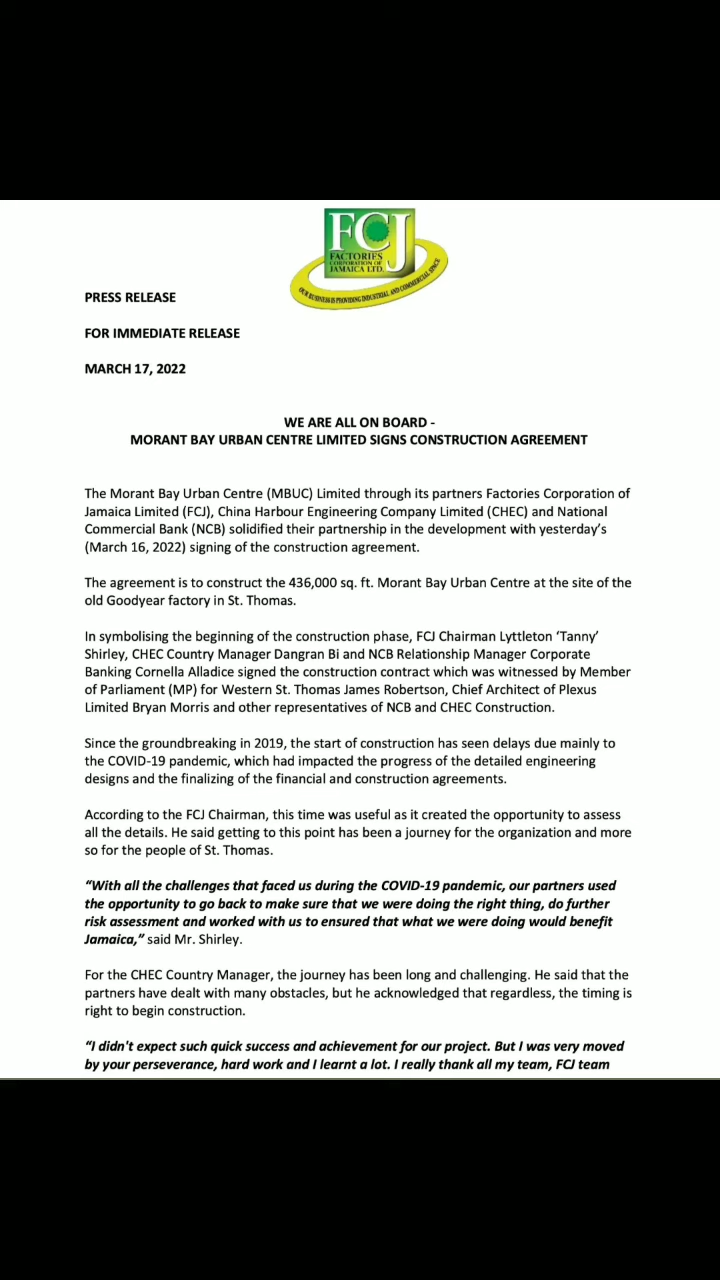 FCJ
FACTORIES
CORPORATION OF
JAMAICA LTD.
OUR BUSINESS IS PROVIDING INDUSTRIAL AND COMMERCIAL SPACE
PRESS RELEASE
FOR IMMEDIATE RELEASE
MARCH 17, 2022
WE ARE ALL ON BOARD -
MORANT BAY URBAN CENTRE LIMITED SIGNS CONSTRUCTION AGREEMENT
The Morant Bay Urban Centre (MBUC) Limited through its partners Factories Corporation of
Jamaica Limited (FCJ), China Harbour Engineering Company Limited (CHEC) and National
Commercial Bank (NCB) solidified their partnership in the development with yesterday's
(March 16, 2022) signing of the construction agreement.
The agreement is to construct the 436,000 sq. ft. Morant Bay Urban Centre at the site of the
old Goodyear factory in St. Thomas.
In symbolising the beginning of the construction phase, FCJ Chairman Lyttleton 'Tanny'
Shirley, CHEC Country Manager Dangran Bi and NCB Relationship Manager Corporate
Banking Cornella Alladice signed the construction contract which was witnessed by Member
of Parliament (MP) for Western St. Thomas James Robertson, Chief Architect of Plexus
Limited Bryan Morris and other representatives of NCB and CHEC Construction.
Since the groundbreaking in 2019, the start of construction has seen delays due mainly to
the COVID-19 pandemic, which had impacted the progress of the detailed engineering
designs and the finalizing of the financial and construction agreements.
According to the FCJ Chairman, this time was useful as it created the opportunity to assess
all the details. He said getting to this point has been a journey for the organization and more
so for the people of St. Thomas.
"With all the challenges that faced us during the COVID-19 pandemic, our partners used
the opportunity to go back to make sure that we were doing the right thing, do further
risk assessment and worked with us to ensured that what we were doing would benefit
Jamaica," said Mr. Shirley.
For the CHEC Country Manager, the journey has been long and challenging. He said that the
partners have dealt with many obstacles, but he acknowledged that regardless, the timing is
right to begin construction.
"I didn't expect such quick success and achievement for our project. But I was very moved
by your perseverance, hard work and I learnt a lot. I really thank all my team, FCJ team